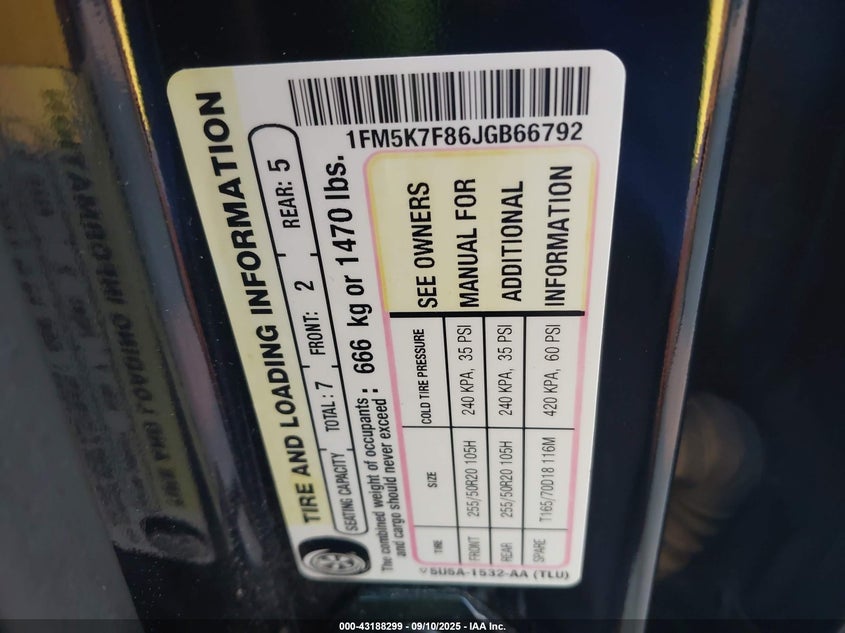 1FM5K7F86JGB66792
TIRE AND LOADING INFORMATION
SEATING CAPACITY TOTAL: 7 FRONT: 2 REAR: 5
The combined weight of occupants and cargo should never exceed : 666 kg or 1470 lbs.
TIRE SIZE COLD TIRE PRESSURE
FRONT 255/50R20 105H 240 KPA, 35 PSI
REAR 255/50R20 105H 240 KPA, 35 PSI
SPARE T165/70D18 116M 420 KPA, 60 PSI
SEE OWNERS
MANUAL FOR
ADDITIONAL
INFORMATION
5U5A-1532-AA (TLU)
000-43188299 - 09/10/2025 - IAA Inc.